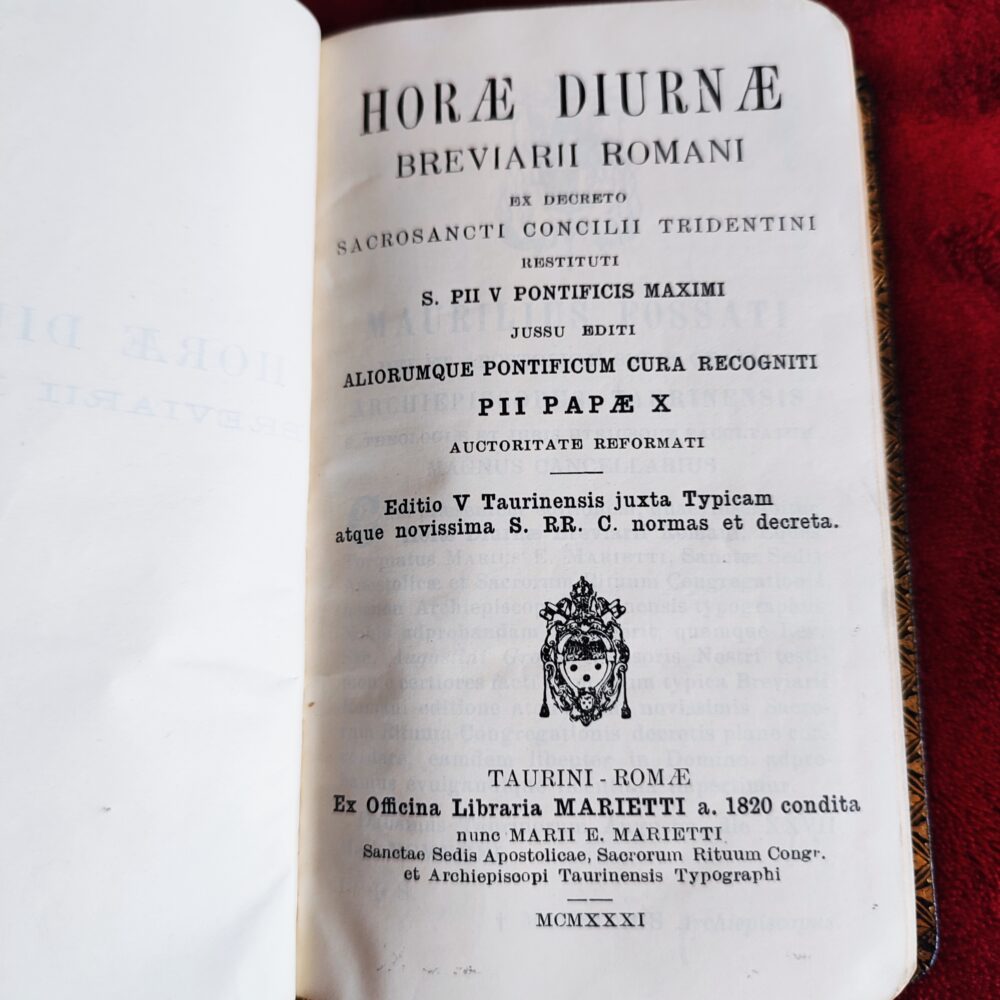 HORÆ DIURNÆ
BREVIARII ROMANI
EX DECRETO
SACROSANCTI CONCILII TRIDENTINI
RESTITUTI
S. PII V PONTIFICIS MAXIMI
JUSSU EDITI
ALIORUMQUE PONTIFICUM CURA RECOGNITI
PII PAPÆ X
AUCTORITATE REFORMATI
Editio V Taurinensis juxta Typicam
atque novissima S. RR. C. normas et decreta.
TAURINI - ROMÆ
Ex Officina Libraria MARIETTI a. 1820 condita
nunc MARII E. MARIETTI
Sanctae Sedis Apostolicae, Sacrorum Rituum Congr.
et Archiepiscopi Taurinensis Typographi
MCMXXXI